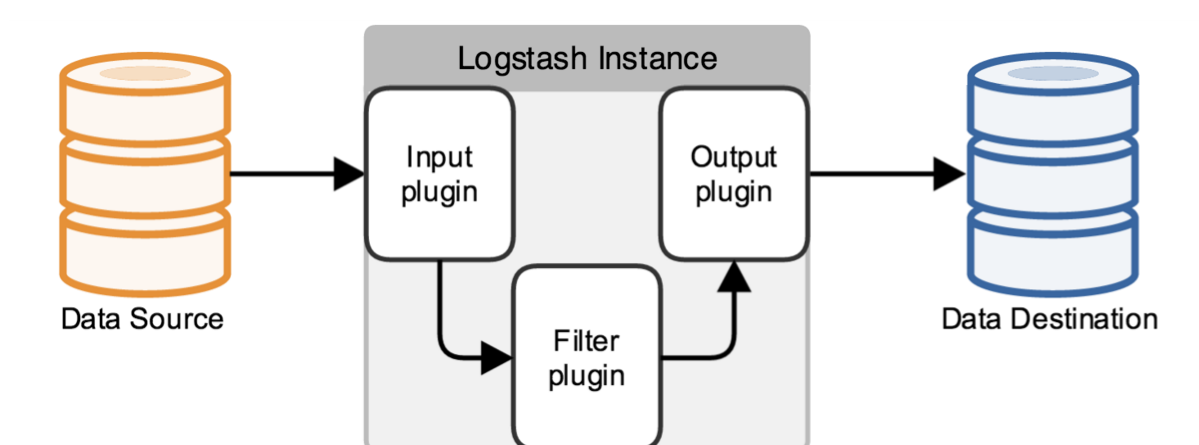 Logstash Instance
Input
plugin
Output
plugin
Filter
plugin
Data Source
Data Destination